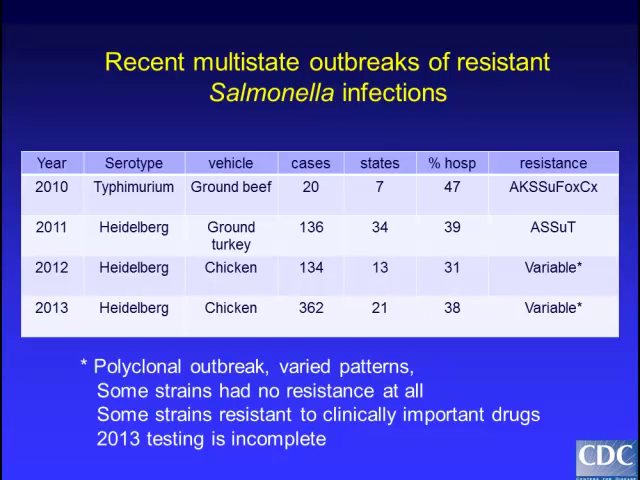 Recent multistate outbreaks of resistant
Salmonella infections
Year Serotype vehicle cases states % hosp resistance
2010 Typhimurium Ground beef 20 7 47 AKSSuFoxCx
2011 Heidelberg Ground turkey 136 34 39 ASSuT
2012 Heidelberg Chicken 134 13 31 Variable*
2013 Heidelberg Chicken 362 21 38 Variable*
* Polyclonal outbreak, varied patterns,
Some strains had no resistance at all
Some strains resistant to clinically important drugs
2013 testing is incomplete
CDC